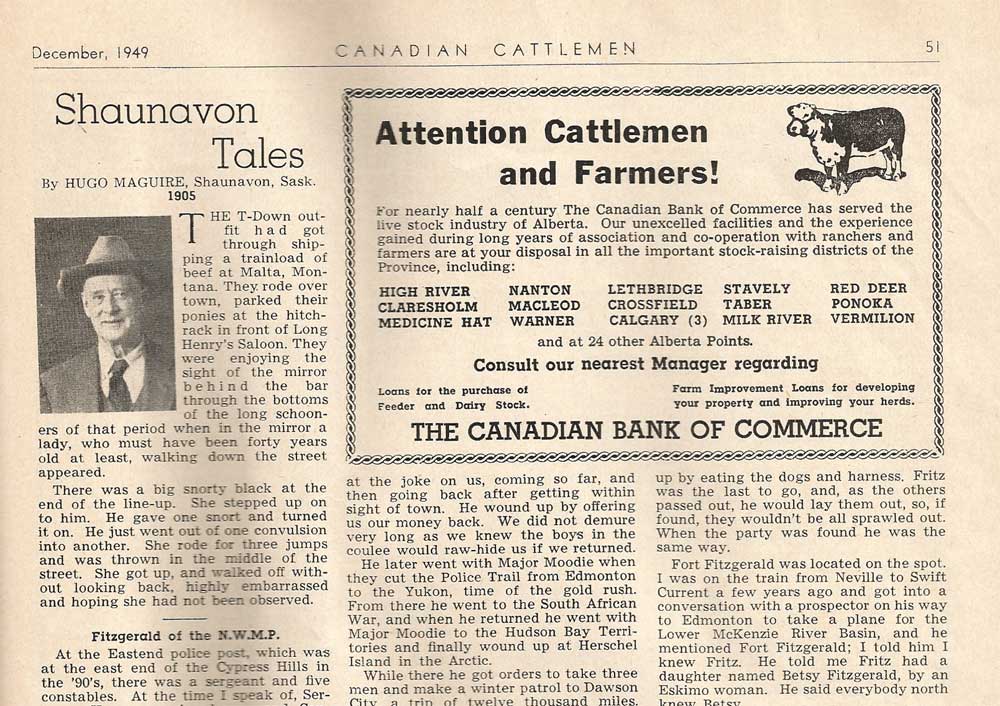 December, 1949
CANADIAN CATTLEMEN
51
Shaunavon
Tales
By HUGO MAGUIRE, Shaunavon, Sask.
1905
THE T-Down out-
fit had got
through ship-
ping a trainload of
beef at Malta, Mon-
tana. They rode over
town, parked their
ponies at the hitch-
rack in front of Long
Henry's Saloon. They
were enjoying the
sight of the mirror
behind the bar
through the bottoms
of the long schoon-
ers of that period when in the mirror a
lady, who must have been forty years
old at least, walking down the street
appeared.
There was a big snorty black at the
end of the line-up. She stepped up on
to him. He gave one snort and turned
it on. He just went out of one convulsion
into another. She rode for three jumps
and was thrown in the middle of the
street. She got up, and walked off with-
out looking back, highly embarrassed
and hoping she had not been observed.
Fitzgerald of the N.W.M.P.
At the Eastend police post, which was
at the east end of the Cypress Hills in
the '90's, there was a sergeant and five
constables. At the time I speak of, Ser-
Attention Cattlemen
and Farmers!
For nearly half a century The Canadian Bank of Commerce has served the
live stock industry of Alberta. Our unexcelled facilities and the experience
gained during long years of association and co-operation with ranchers and
farmers are at your disposal in all the important stock-raising districts of the
Province, including:
HIGH RIVER NANTON LETHBRIDGE STAVELY RED DEER
CLARESHOLM MACLEOD CROSSFIELD TABER PONOKA
MEDICINE HAT WARNER CALGARY (3) MILK RIVER VERMILION
and at 24 other Alberta Points.
Consult our nearest Manager regarding
Loans for the purchase of
Feeder and Dairy Stock.
Farm Improvement Loans for developing
your property and improving your herds.
THE CANADIAN BANK OF COMMERCE
at the joke on us, coming so far, and
then going back after getting within
sight of town. He wound up by offering
us our money back. We did not demure
very long as we knew the boys in the
coulee would raw-hide us if we returned.
He later went with Major Moodie when
they cut the Police Trail from Edmonton
to the Yukon, time of the gold rush.
From there he went to the South African
War, and when he returned he went with
Major Moodie to the Hudson Bay Terri-
tories and finally wound up at Herschel
Island in the Arctic.
While there he got orders to take three
men and make a winter patrol to Dawson
City, a trip of twelve thousand miles.
up by eating the dogs and harness. Fritz
was the last to go, and, as the others
passed out, he would lay them out, so, if
found, they wouldn't be all sprawled out.
When the party was found he was the
same way.
Fort Fitzgerald was located on the spot.
I was on the train from Neville to Swift
Current a few years ago and got into a
conversation with a prospector on his way
to Edmonton to take a plane for the
Lower McKenzie River Basin, and he
mentioned Fort Fitzgerald; I told him I
knew Fritz. He told me Fritz had a
daughter named Betsy Fitzgerald, by an
Eskimo woman. He said everybody north
knew Betsy.